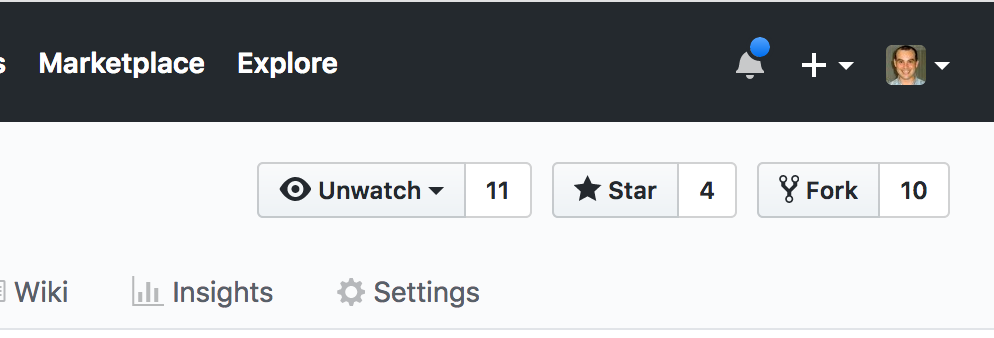 s Marketplace Explore
Unwatch 11 Star 4 Fork 10
Wiki Insights Settings